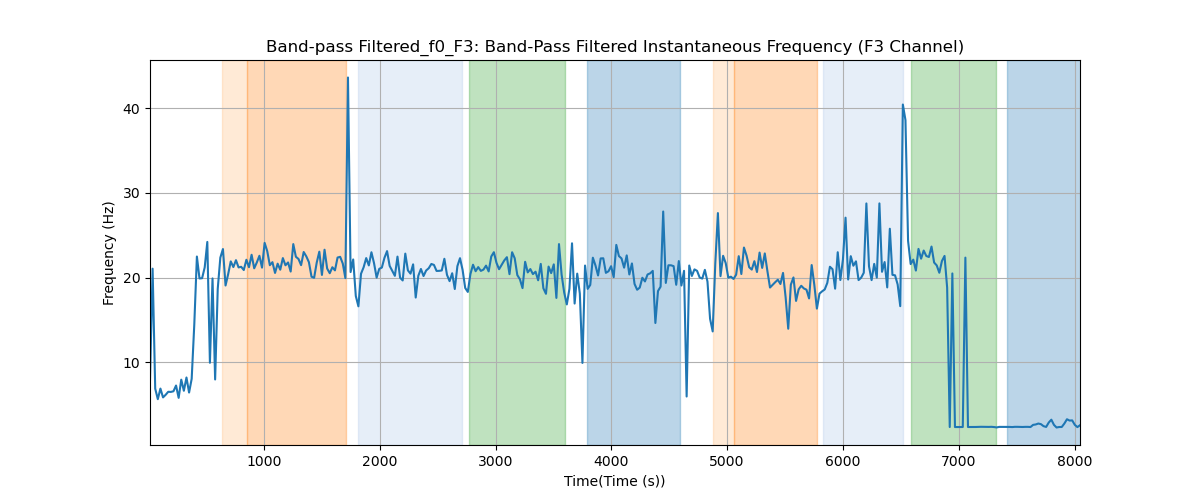 Band-pass Filtered_f0_F3: Band-Pass Filtered Instantaneous Frequency (F3 Channel)
Frequency (Hz)
40
30
20
10
1000 2000 3000 4000 5000 6000 7000 8000
Time(Time (s))